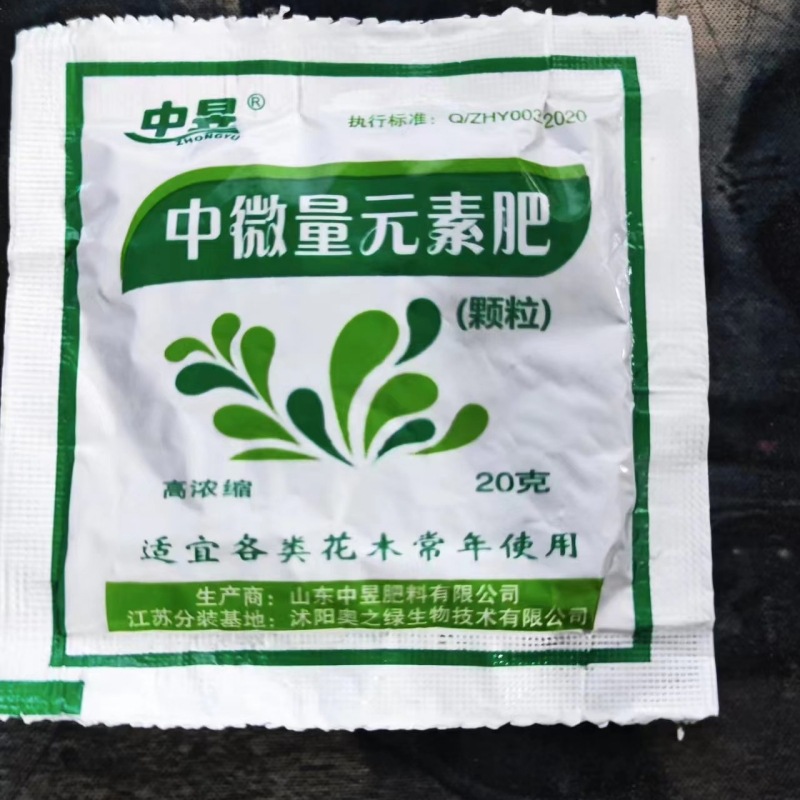 中昱®
ZHONGYU
执行标准：Q/ZHY003-2020
中微量元素肥
(颗粒)
高浓缩
20克
适宜各类花木常年使用
生产商：山东中昱肥料有限公司
江苏分装基地：沭阳奥之绿生物技术有限公司